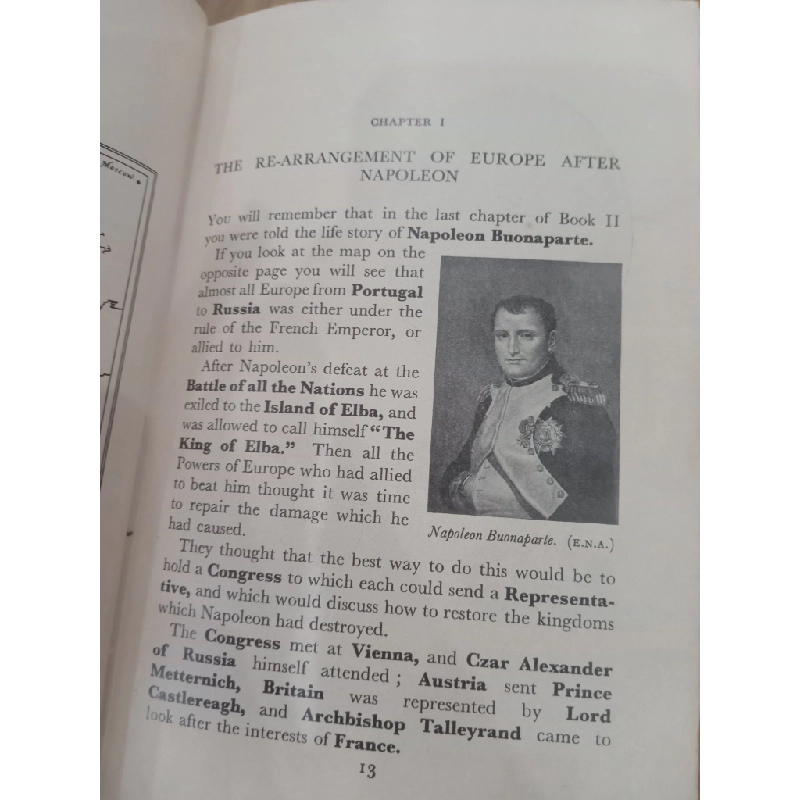 Moscow
CHAPTER I
THE RE-ARRANGEMENT OF EUROPE AFTER
NAPOLEON
You will remember that in the last chapter of Book II
you were told the life story of Napoleon Buonaparte.
If you look at the map on the
opposite page you will see that
almost all Europe from Portugal
to Russia was either under the
rule of the French Emperor, or
allied to him.
After Napoleon's defeat at the
Battle of all the Nations he was
exiled to the Island of Elba, and
was allowed to call himself "The
King of Elba." Then all the
Powers of Europe who had allied
to beat him thought it was time
to repair the damage which he
had caused.
Napoleon Buonaparte. (E.N.A.)
They thought that the best way to do this would be to
hold a Congress to which each could send a Representa-
tive, and which would discuss how to restore the kingdoms
which Napoleon had destroyed.
The Congress met at Vienna, and Czar Alexander
of Russia himself attended; Austria sent Prince
Metternich, Britain was represented by Lord
Castlereagh, and Archbishop Talleyrand came to
look after the interests of France.
13